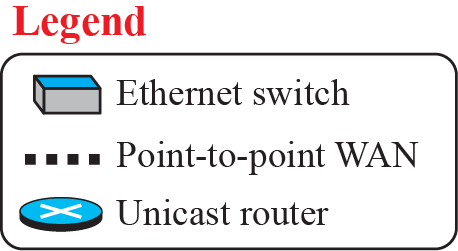 Legend
Ethernet switch
Point-to-point WAN
Unicast router